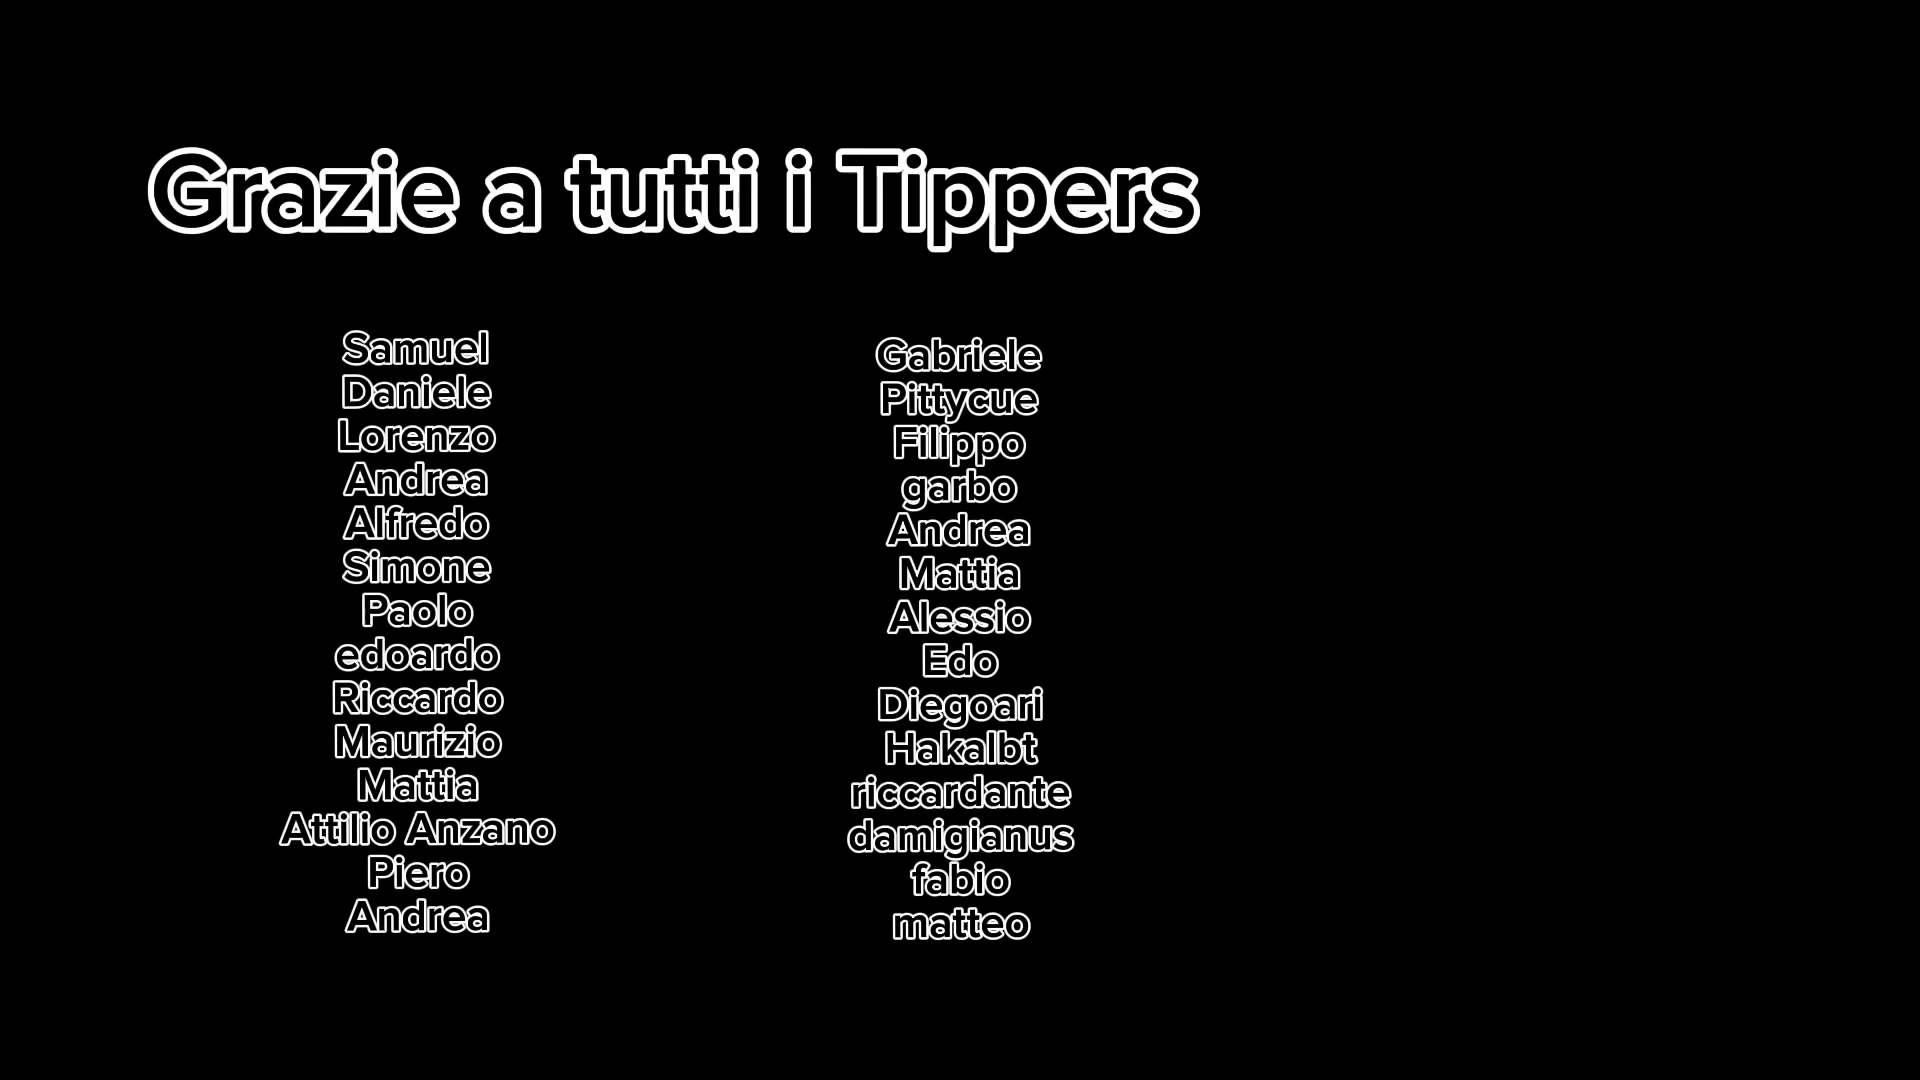 Grazie a tutti i Tippers
Samuel
Daniele
Lorenzo
Andrea
Alfredo
Simone
Paolo
edoardo
Riccardo
Maurizio
Mattia
Attilio Anzano
Piero
Andrea
Gabriele
Pittycue
Filippo
garbo
Andrea
Mattia
Alessio
Edo
Diegoari
Hakalbt
riccardante
damigianus
fabio
matteo